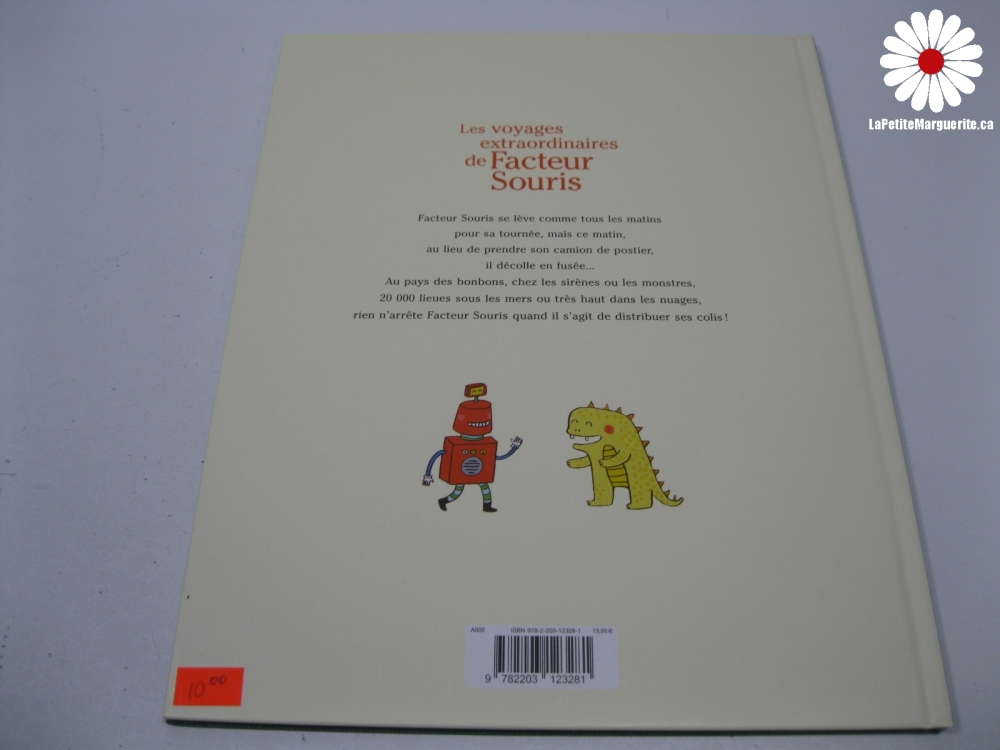 LaPetiteMarguerite.ca
Les voyages
extraordinaires
de Facteur
Souris
Facteur Souris se lève comme tous les matins
pour sa tournée, mais ce matin,
au lieu de prendre son camion de postier,
il décolle en fusée...
Au pays des bonbons, chez les sirènes ou les monstres,
20 000 lieues sous les mers ou très haut dans les nuages,
rien n'arrête Facteur Souris quand il s'agit de distribuer ses colis !
A002 ISBN 978-2-203-12328-1 13,95 €
9 782203 123281
10 00